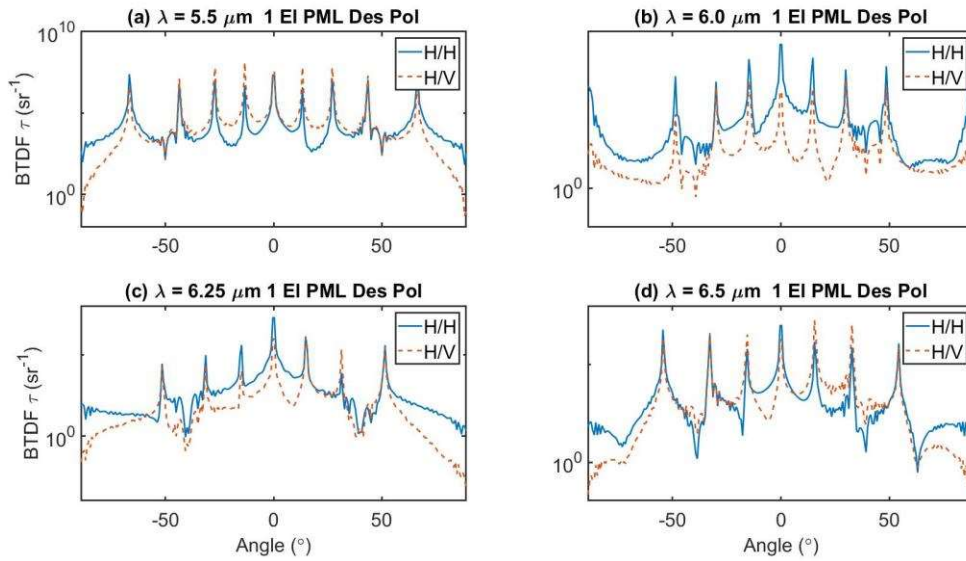 (a) λ = 5.5 μm 1 El PML Des Pol
10^10
10^0
BTDF τ (sr^-1)
H/H
H/V
-50 0 50
(b) λ = 6.0 μm 1 El PML Des Pol
10^0
H/H
H/V
-50 0 50
(c) λ = 6.25 μm 1 El PML Des Pol
10^0
BTDF τ (sr^-1)
H/H
H/V
-50 0 50
Angle (°)
(d) λ = 6.5 μm 1 El PML Des Pol
10^0
H/H
H/V
-50 0 50
Angle (°)